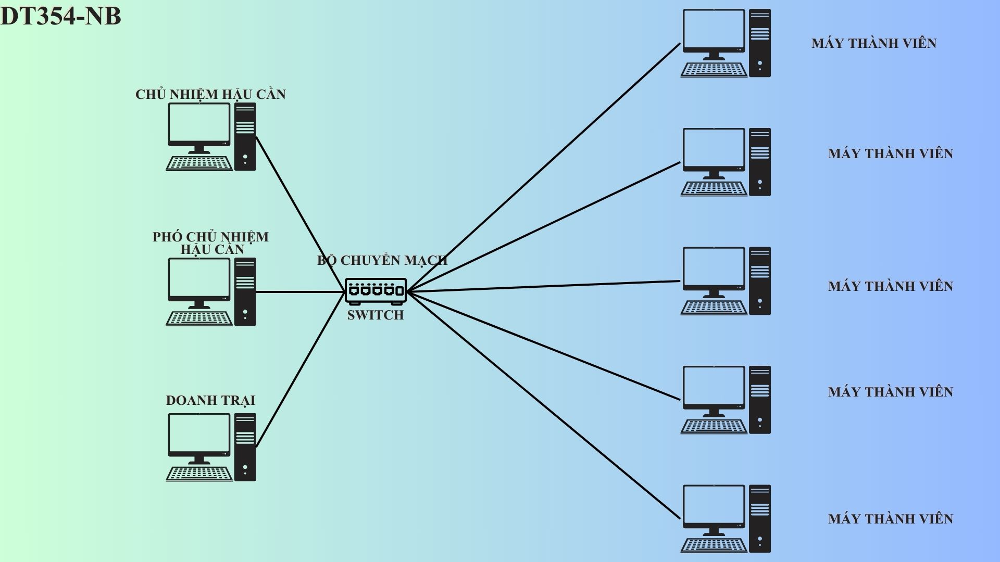 DT354-NB
MÁY THÀNH VIÊN
CHỦ NHIỆM HẬU CẦN
MÁY THÀNH VIÊN
PHÓ CHỦ NHIỆM
HẬU CẦN
BỘ CHUYỂN MẠCH
MÁY THÀNH VIÊN
SWITCH
MÁY THÀNH VIÊN
DOANH TRẠI
MÁY THÀNH VIÊN